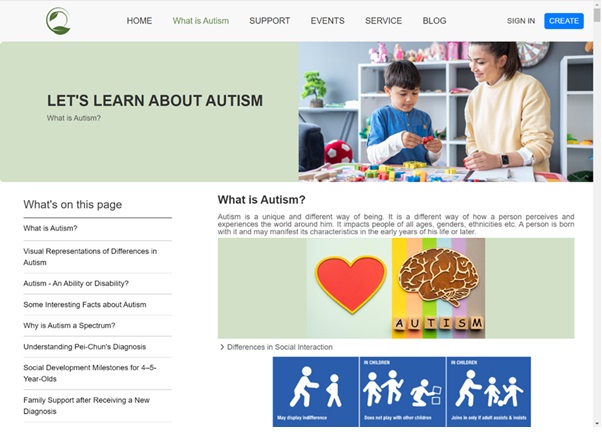 HOME What is Autism SUPPORT EVENTS SERVICE BLOG SIGN IN CREATE
LET'S LEARN ABOUT AUTISM
What is Autism?
What's on this page
What is Autism?
Visual Representations of Differences in
Autism
Autism - An Ability or Disability?
Some Interesting Facts about Autism
Why is Autism a Spectrum?
Understanding Pei-Chun's Diagnosis
Social Development Milestones for 4–5-
Year-Olds
Family Support after Receiving a New
Diagnosis
What is Autism?
Autism is a unique and different way of being. It is a different way of how a person perceives and
experiences the world around him. It impacts people of all ages, genders, ethnicities etc. A person is born
with it and may manifest its characteristics in the early years of his life or later.
AUTISM
Differences in Social Interaction
IN CHILDREN
IN CHILDREN
May display indifference
Does not play with other children
Joins in only if adult assists & insists